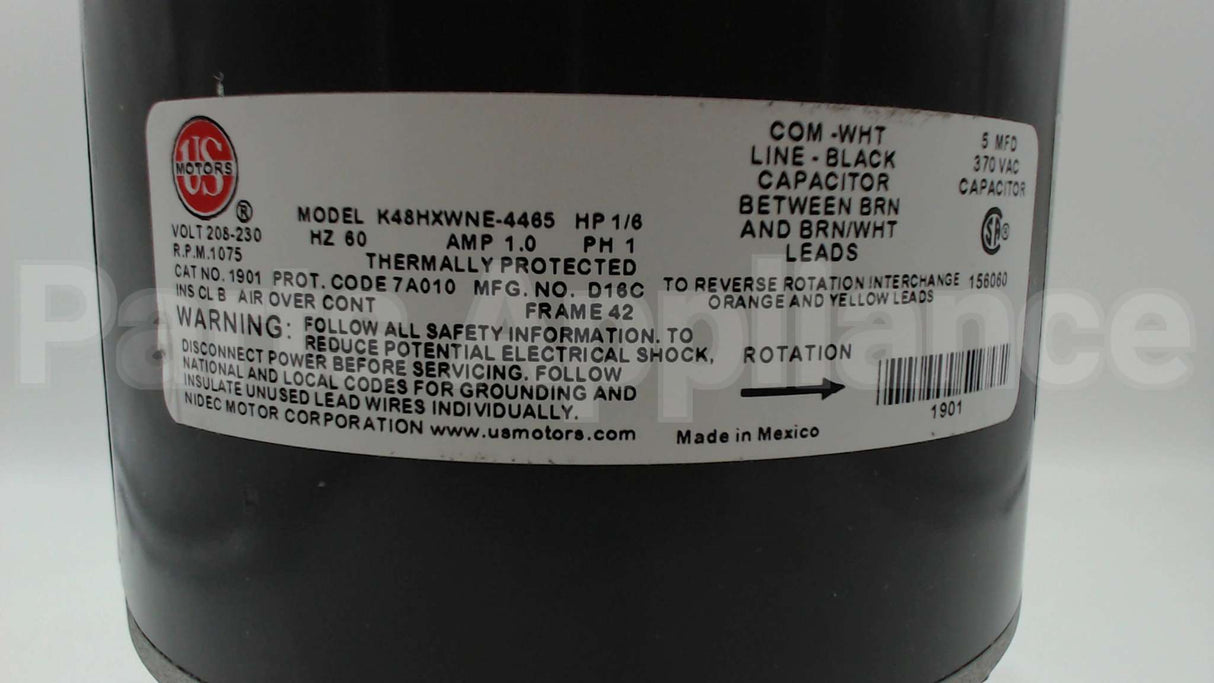 US
MOTORS
®
MODEL K48HXWNE-4465 HP 1/6
VOLT 208-230 HZ 60 AMP 1.0 PH 1
R.P.M.1075 THERMALLY PROTECTED
CAT NO. 1901 PROT. CODE 7A010 MFG. NO. D16C
INS CL B AIR OVER CONT FRAME 42
WARNING: FOLLOW ALL SAFETY INFORMATION. TO
REDUCE POTENTIAL ELECTRICAL SHOCK,
DISCONNECT POWER BEFORE SERVICING. FOLLOW
NATIONAL AND LOCAL CODES FOR GROUNDING AND
INSULATE UNUSED LEAD WIRES INDIVIDUALLY.
NIDEC MOTOR CORPORATION www.usmotors.com
COM -WHT
LINE - BLACK
CAPACITOR
BETWEEN BRN
AND BRN/WHT
LEADS
5 MFD
370 VAC
CAPACITOR
SA®
TO REVERSE ROTATION INTERCHANGE 156060
ORANGE AND YELLOW LEADS
ROTATION
1901
Made in Mexico